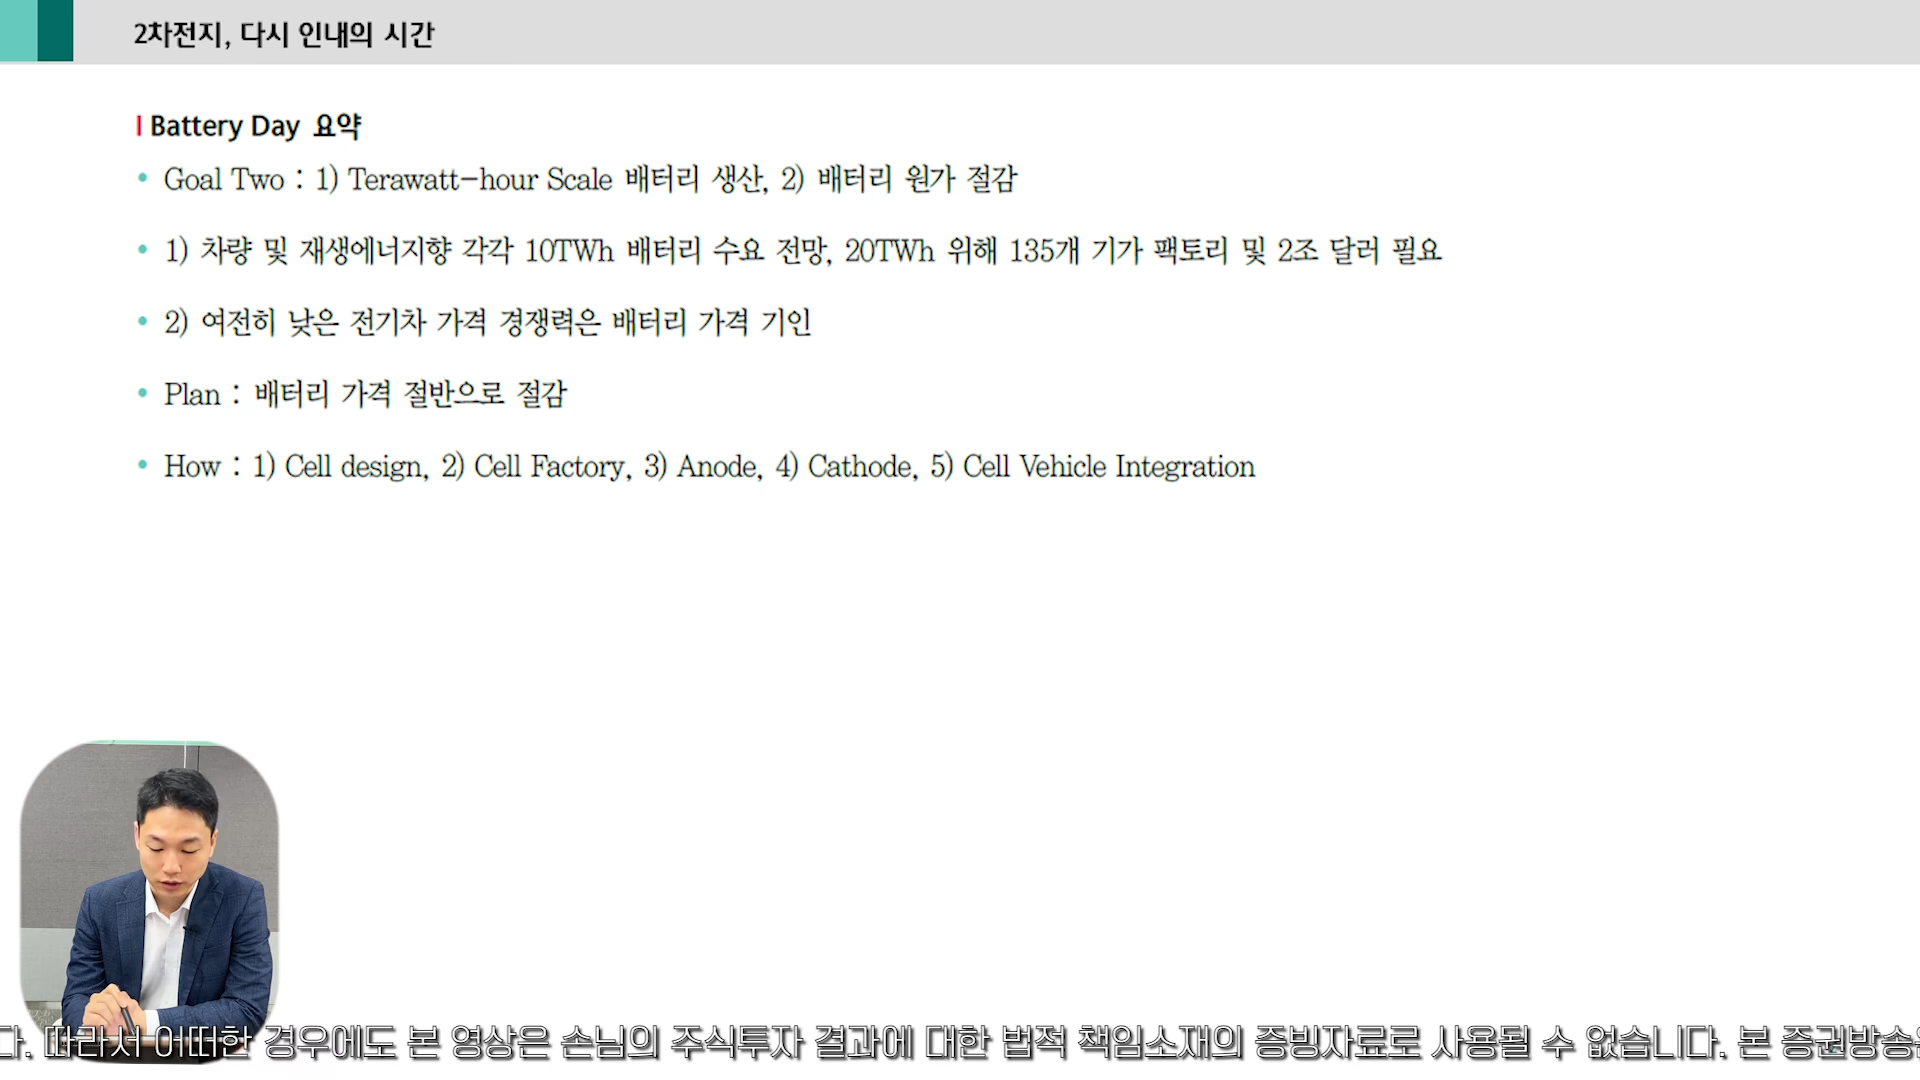 2차전지, 다시 인내의 시간
Battery Day 요약
• Goal Two : 1) Terawatt-hour Scale 배터리 생산, 2) 배터리 원가 절감
• 1) 차량 및 재생에너지향 각각 10TWh 배터리 수요 전망, 20TWh 위해 135개 기가 팩토리 및 2조 달러 필요
• 2) 여전히 낮은 전기차 가격 경쟁력은 배터리 가격 기인
• Plan : 배터리 가격 절반으로 절감
• How : 1) Cell design, 2) Cell Factory, 3) Anode, 4) Cathode, 5) Cell Vehicle Integration
다. 따라서 어떠한 경우에도 본 영상은 손님의 주식투자 결과에 대한 법적 책임소재의 증빙자료로 사용될 수 없습니다. 본 증권방송은